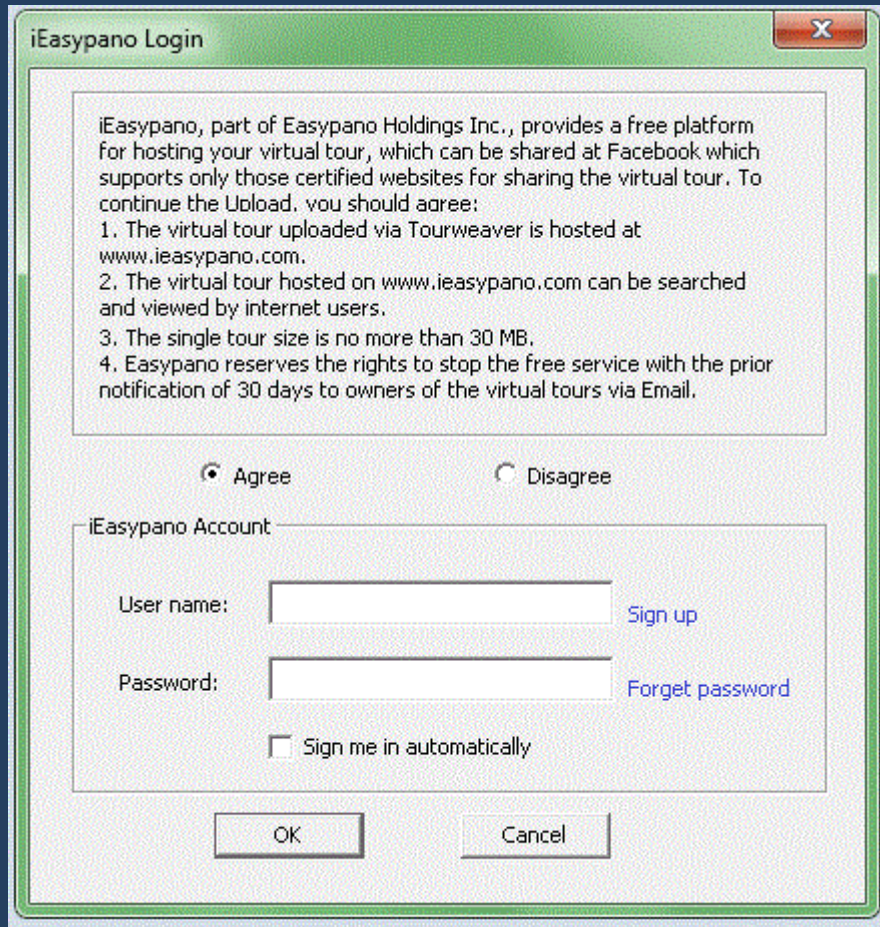 iEasypano Login
X
iEasypano, part of Easypano Holdings Inc., provides a free platform
for hosting your virtual tour, which can be shared at Facebook which
supports only those certified websites for sharing the virtual tour. To
continue the Upload, you should agree:
1. The virtual tour uploaded via Tourweaver is hosted at
www.ieasypano.com.
2. The virtual tour hosted on www.ieasypano.com can be searched
and viewed by internet users.
3. The single tour size is no more than 30 MB.
4. Easypano reserves the rights to stop the free service with the prior
notification of 30 days to owners of the virtual tours via Email.
Agree Disagree
iEasypano Account
User name: Sign up
Password: Forget password
Sign me in automatically
OK Cancel